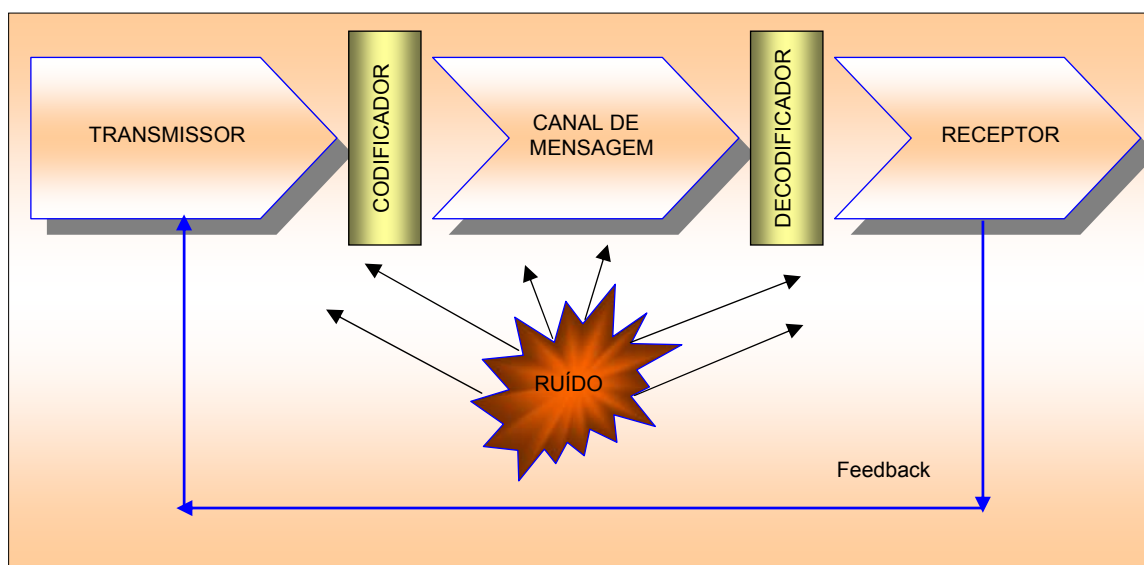 TRANSMISSOR
CODIFICADOR
CANAL DE
MENSAGEM
DECODIFICADOR
RECEPTOR
RUÍDO
Feedback